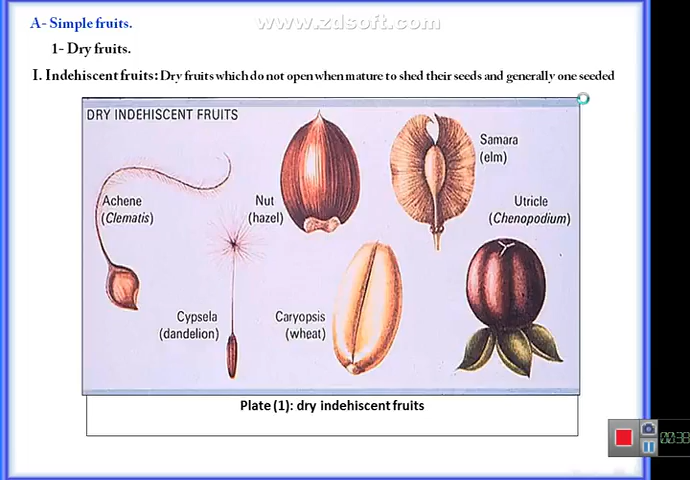 www.zdsoft.com
A- Simple fruits.
1- Dry fruits.
I. Indehiscent fruits: Dry fruits which do not open when mature to shed their seeds and generally one seeded
DRY INDEHISCENT FRUITS
Samara
(elm)
Achene
(Clematis)
Nut
(hazel)
Utricle
(Chenopodium)
Cypsela
(dandelion)
Caryopsis
(wheat)
Plate (1): dry indehiscent fruits